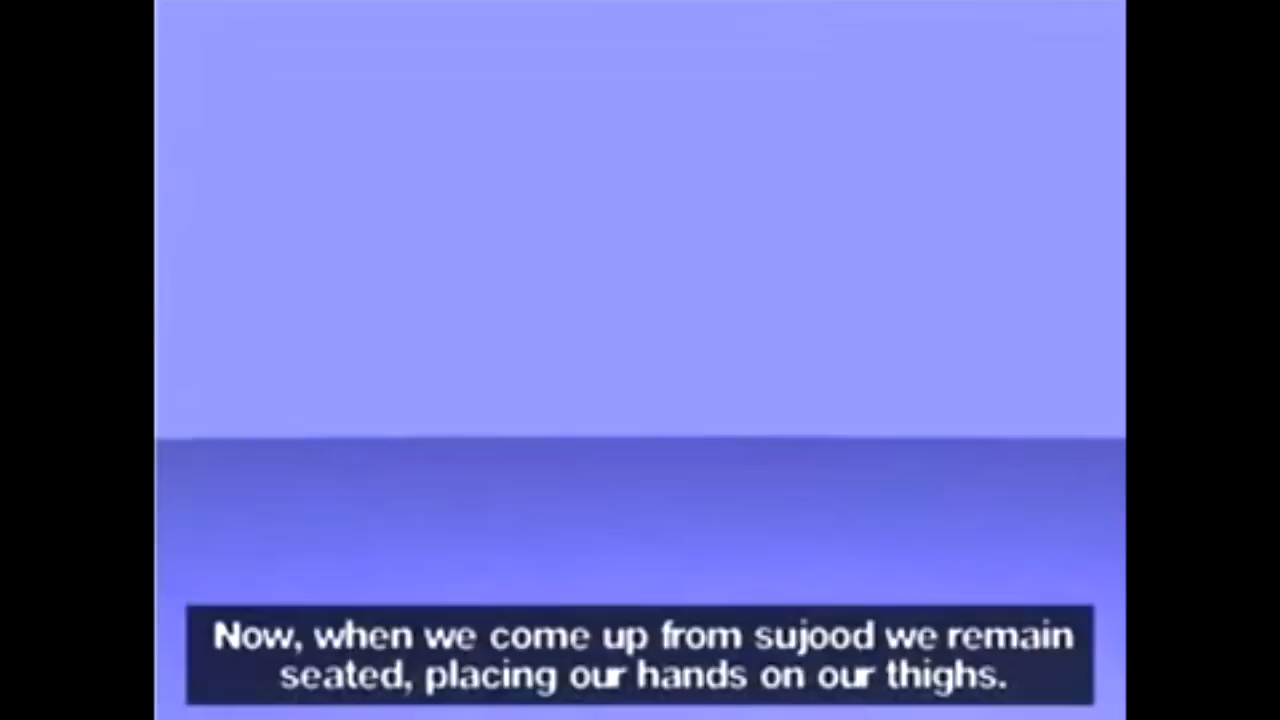 Now, when we come up from sujood we remain
seated, placing our hands on our thighs.